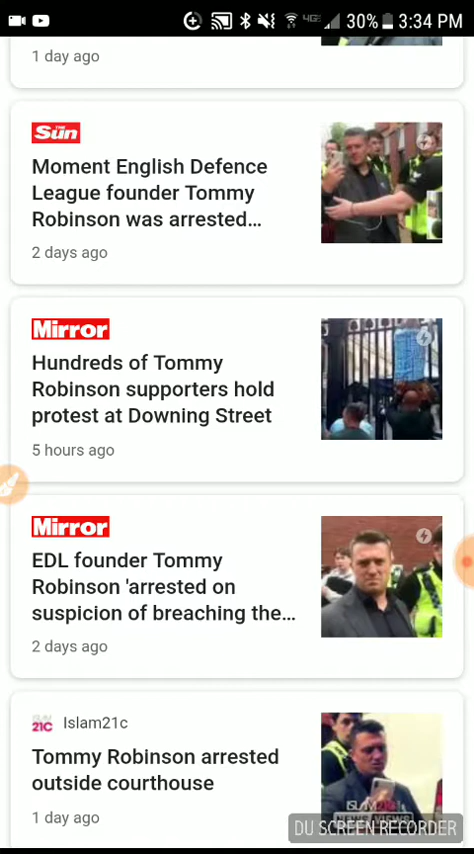 4G
30%
3:34 PM
1 day ago
THE Sun
Moment English Defence
League founder Tommy
Robinson was arrested...
2 days ago
Mirror
Hundreds of Tommy
Robinson supporters hold
protest at Downing Street
5 hours ago
Mirror
EDL founder Tommy
Robinson 'arrested on
suspicion of breaching the...
2 days ago
21C Islam21c
Tommy Robinson arrested
outside courthouse
1 day ago
DU SCREEN RECORDER